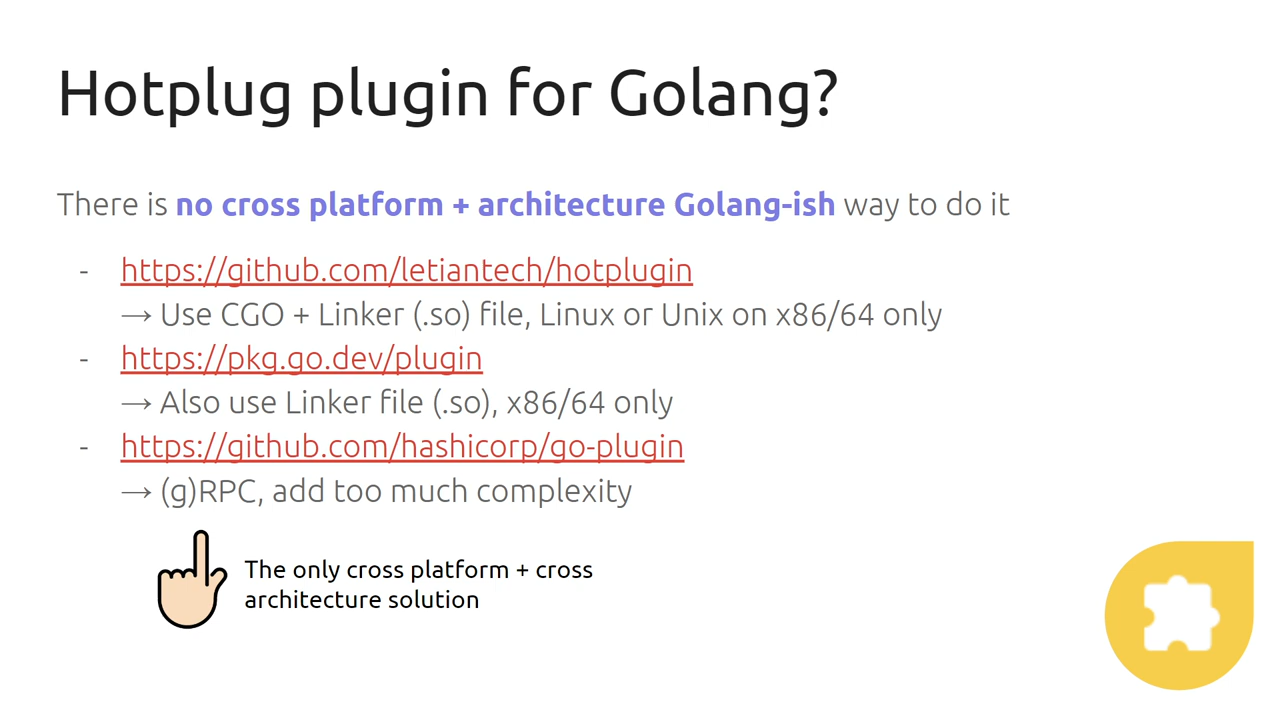 Hotplug plugin for Golang?
There is no cross platform + architecture Golang-ish way to do it
- https://github.com/letiantech/hotplugin
→ Use CGO + Linker (.so) file, Linux or Unix on x86/64 only
- https://pkg.go.dev/plugin
→ Also use Linker file (.so), x86/64 only
- https://github.com/hashicorp/go-plugin
→ (g)RPC, add too much complexity
The only cross platform + cross
architecture solution